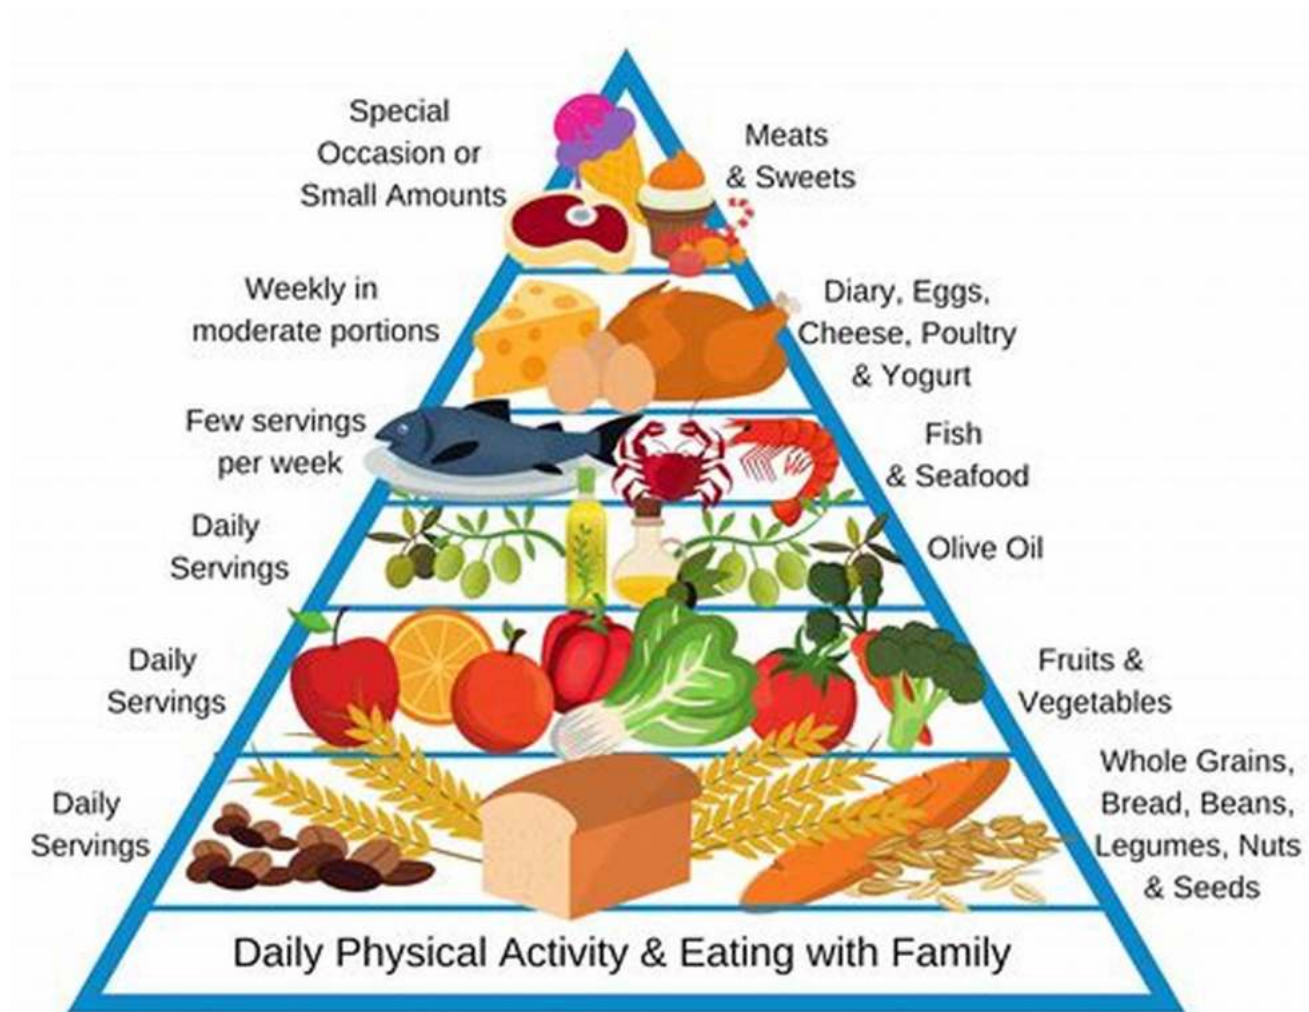 Special
Occasion or
Small Amounts
Meats
& Sweets
Weekly in
moderate portions
Diary, Eggs,
Cheese, Poultry
& Yogurt
Few servings
per week
Fish
& Seafood
Daily
Servings
Olive Oil
Daily
Servings
Fruits &
Vegetables
Daily
Servings
Whole Grains,
Bread, Beans,
Legumes, Nuts
& Seeds
Daily Physical Activity & Eating with Family